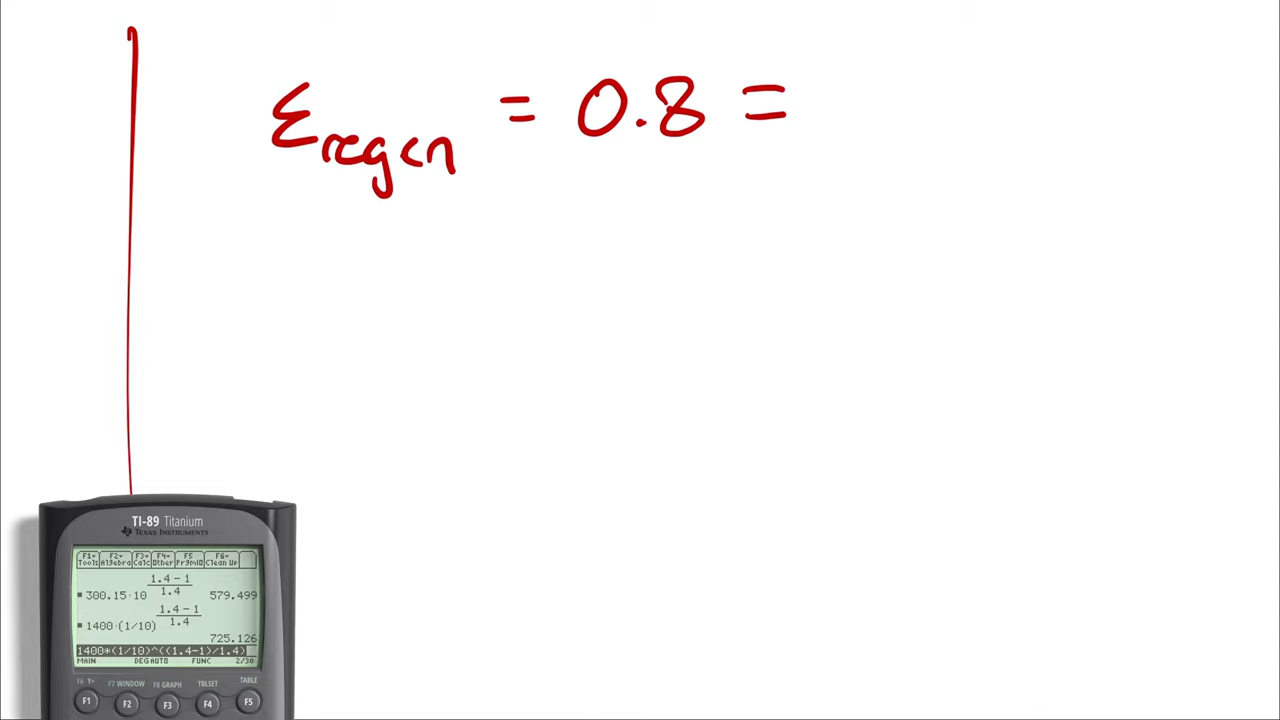 ε_regen = 0.8 =
TI-89 Titanium
TEXAS INSTRUMENTS
F1▾ F2▾ F3▾ F4▾ F5 F6▾
Tools Algebra Calc Other PrgmIO Clean Up
▪ 300.15·10^((1.4 − 1)/1.4) 579.499
▪ 1400·(1/10)^((1.4 − 1)/1.4)
725.126
1400*(1/10)^((1.4-1)/1.4)
MAIN DEG AUTO FUNC 2/30
F6 Y= F7 WINDOW F8 GRAPH TBLSET TABLE
F1 F2 F3 F4 F5